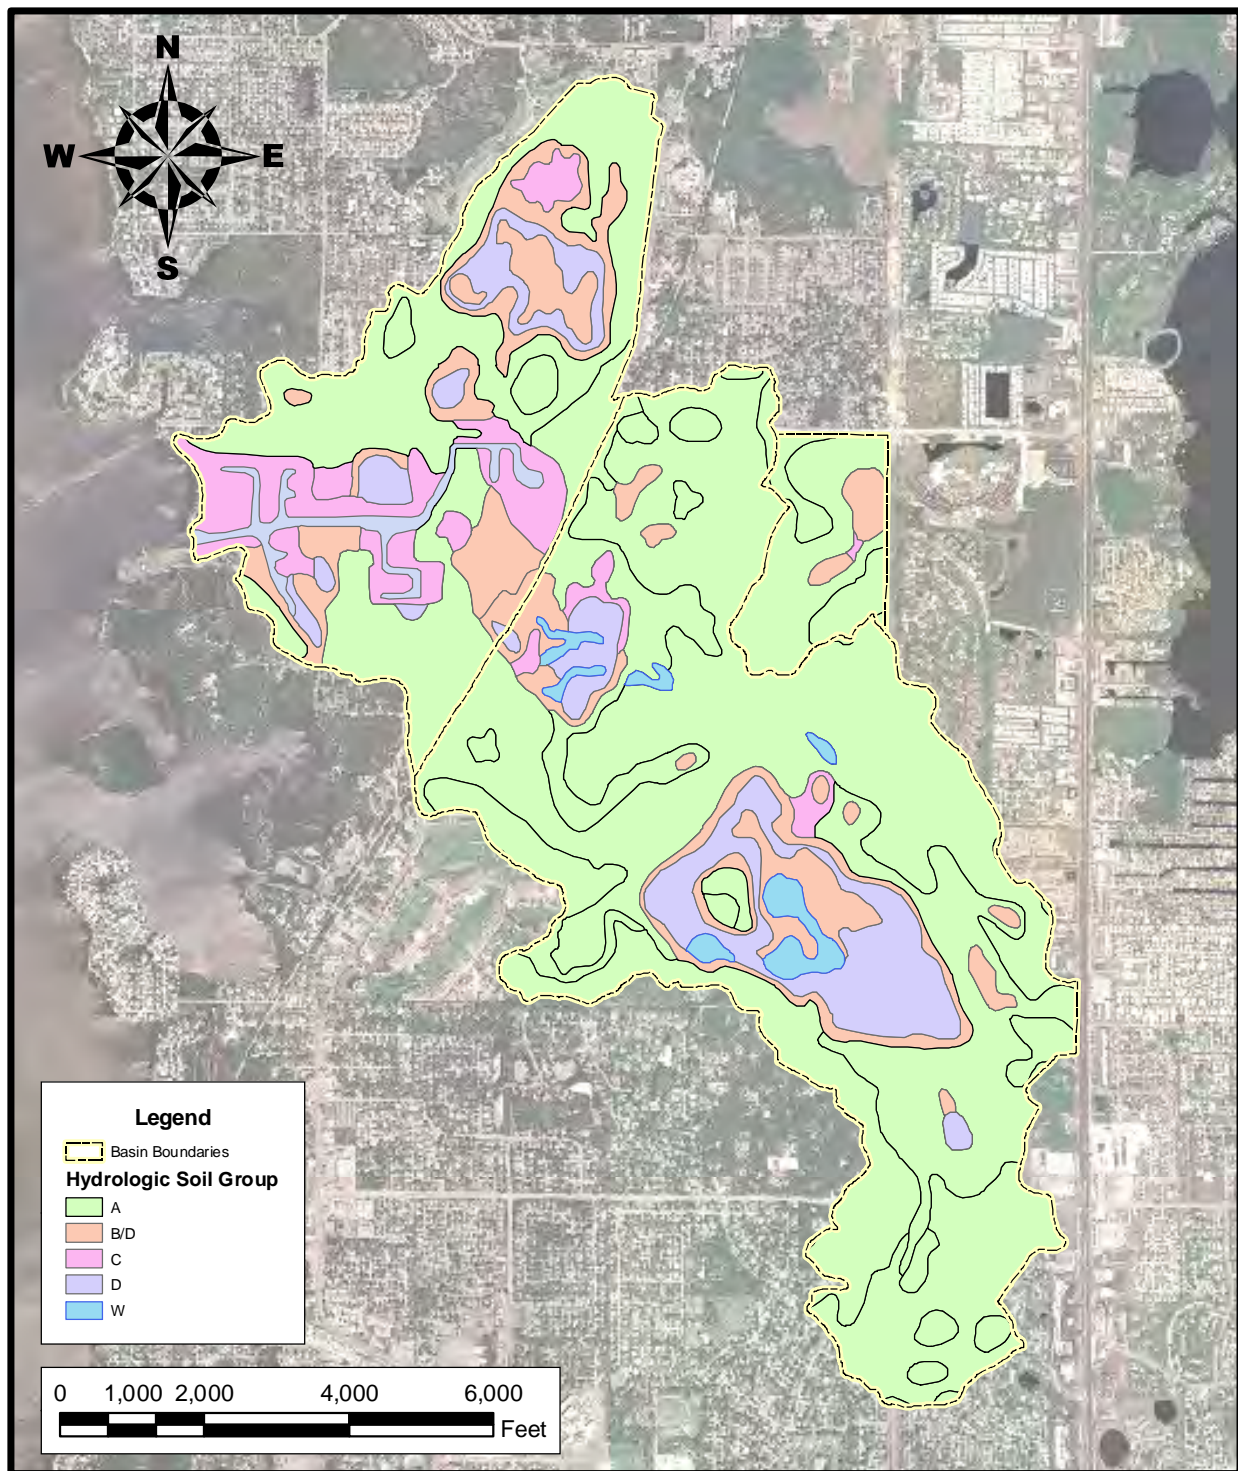 N
W E
S
Legend
Basin Boundaries
Hydrologic Soil Group
A
B/D
C
D
W
0 1,000 2,000 4,000 6,000
Feet